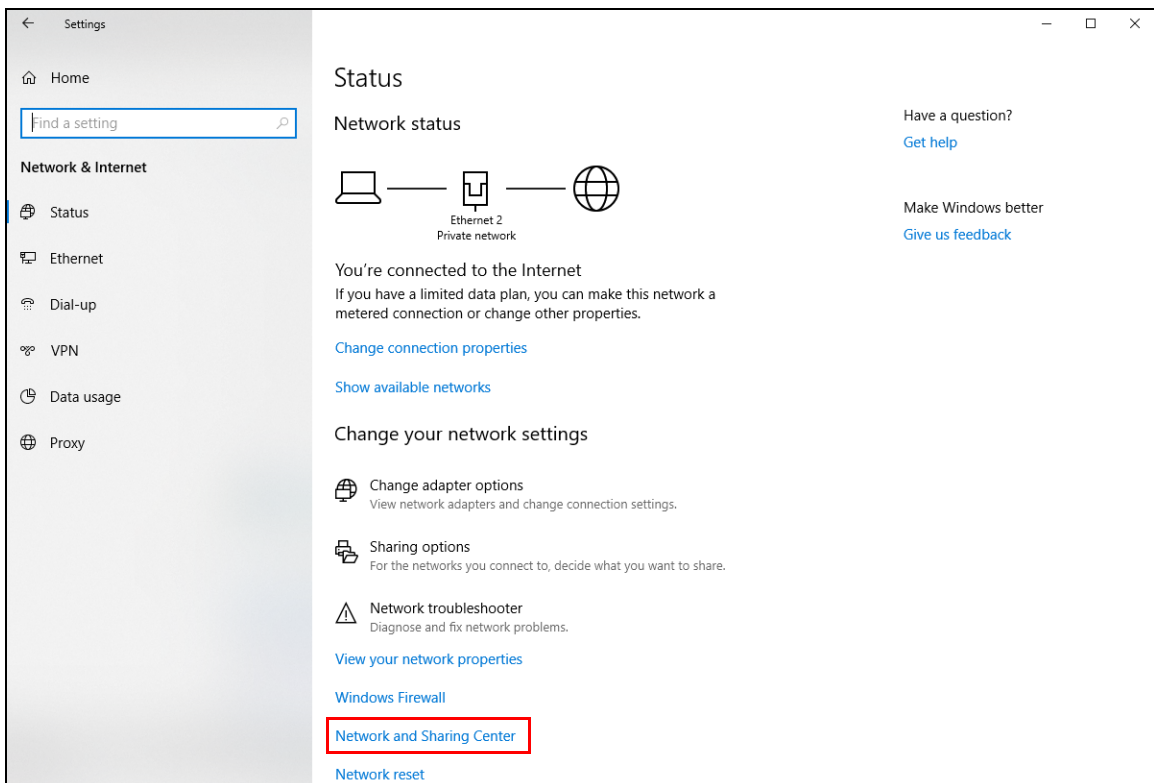 Settings
Home
Find a setting
Network & Internet
Status
Ethernet
Dial-up
VPN
Data usage
Proxy
Status
Network status
Ethernet 2
Private network
You're connected to the Internet
If you have a limited data plan, you can make this network a
metered connection or change other properties.
Change connection properties
Show available networks
Change your network settings
Change adapter options
View network adapters and change connection settings.
Sharing options
For the networks you connect to, decide what you want to share.
Network troubleshooter
Diagnose and fix network problems.
View your network properties
Windows Firewall
Network and Sharing Center
Network reset
Have a question?
Get help
Make Windows better
Give us feedback